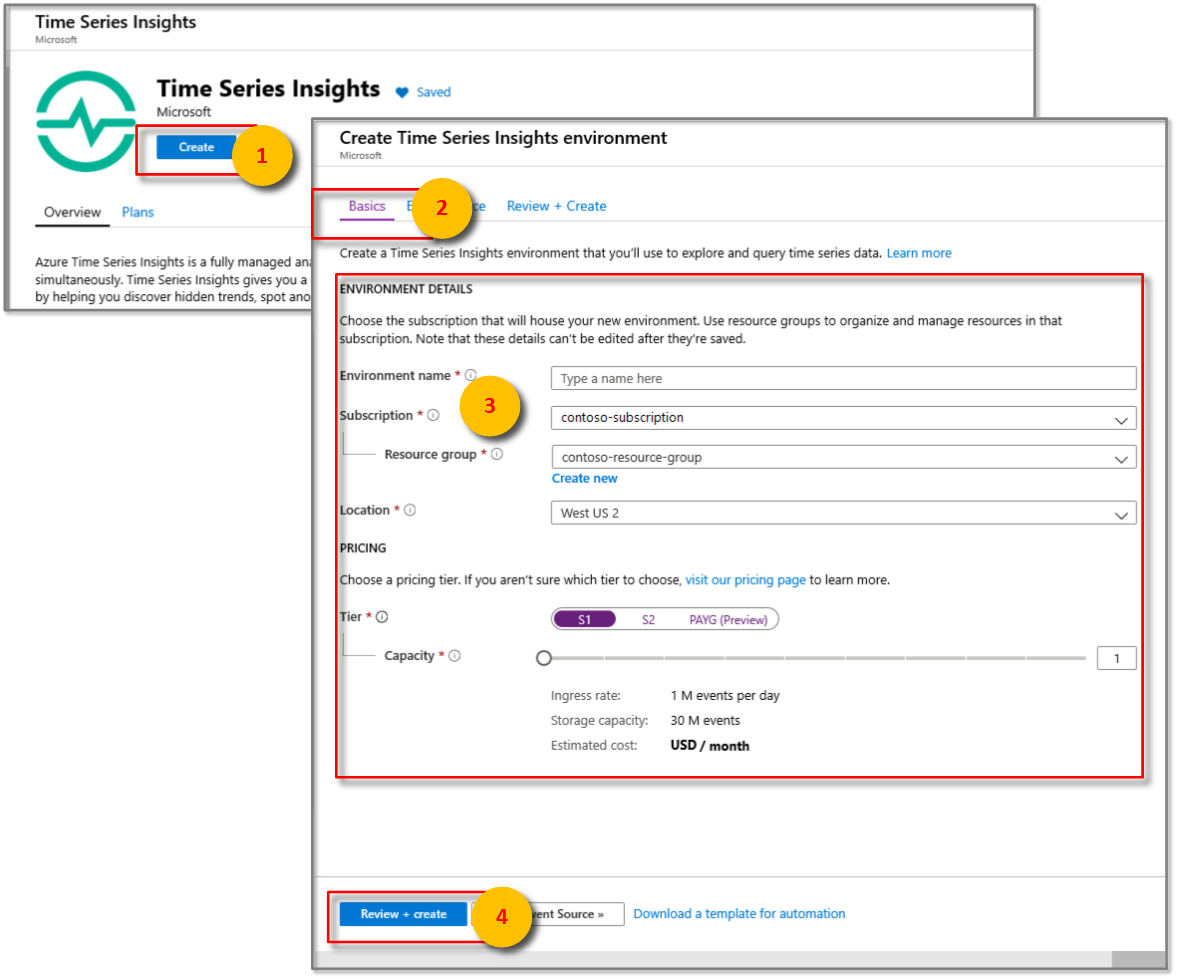 Time Series Insights
Microsoft
Time Series Insights
Saved
Microsoft
Create
1
Overview Plans
Azure Time Series Insights is a fully managed
simultaneously. Time Series Insights gives you a
by helping you discover hidden trends, spot
Create Time Series Insights environment
Microsoft
Basics 2 Review + Create
Create a Time Series Insights environment that you'll use to explore and query time series data. Learn more
ENVIRONMENT DETAILS
Choose the subscription that will house your new environment. Use resource groups to organize and manage resources in that
subscription. Note that these details can't be edited after they're saved.
Environment name * Type a name here
3
Subscription * contoso-subscription
Resource group * contoso-resource-group
Create new
Location * West US 2
PRICING
Choose a pricing tier. If you aren't sure which tier to choose, visit our pricing page to learn more.
Tier * S1 S2 PAYG (Preview)
Capacity * 1
Ingress rate: 1 M events per day
Storage capacity: 30 M events
Estimated cost: USD / month
Review + create 4 Source » Download a template for automation